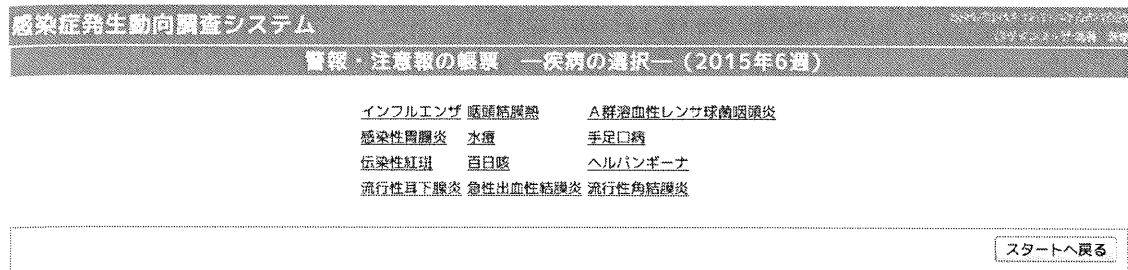 感染症発生動向調査システム
警報・注意報の帳票 ―疾病の選択― (2015年6週)
インフルエンザ 咽頭結膜熱 A群溶血性レンサ球菌咽頭炎
感染性胃腸炎 水痘 手足口病
伝染性紅斑 百日咳 ヘルパンギーナ
流行性耳下腺炎 急性出血性結膜炎 流行性角結膜炎
スタートへ戻る